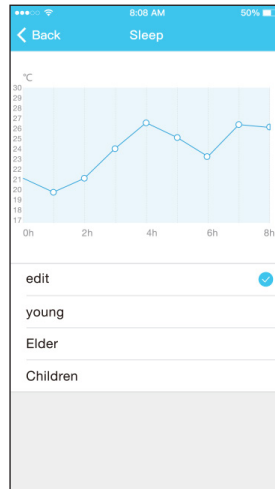 8:08 AM 50%
Back Sleep
℃
30
29
28
27
26
25
24
23
22
21
20
19
18
17
0h 2h 4h 6h 8h
edit
young
Elder
Children